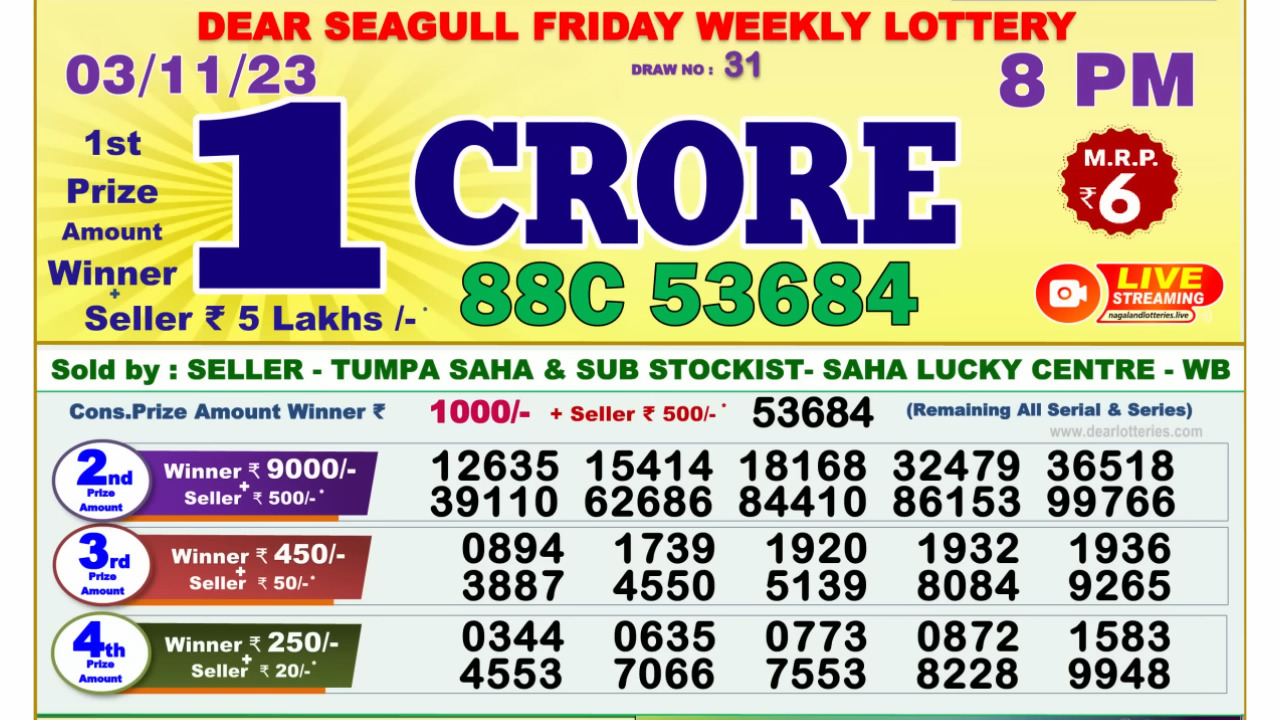 DEAR SEAGULL FRIDAY WEEKLY LOTTERY
03/11/23
DRAW NO : 31
8 PM
1st
Prize
Amount
Winner
+
Seller ₹ 5 Lakhs /-*
1 CRORE
88C 53684
M.R.P.
₹6
LIVE
STREAMING
nagalandlotteries.live
Sold by : SELLER - TUMPA SAHA & SUB STOCKIST- SAHA LUCKY CENTRE - WB
Cons.Prize Amount Winner ₹ 1000/- + Seller ₹ 500/-* 53684 (Remaining All Serial & Series)
www.dearlotteries.com
2nd
Prize
Amount
Winner ₹ 9000/-
+
Seller ₹ 500/-*
12635 15414 18168 32479 36518
39110 62686 84410 86153 99766
3rd
Prize
Amount
Winner ₹ 450/-
+
Seller ₹ 50/-*
0894 1739 1920 1932 1936
3887 4550 5139 8084 9265
4th
Prize
Amount
Winner ₹ 250/-
+
Seller ₹ 20/-*
0344 0635 0773 0872 1583
4553 7066 7553 8228 9948